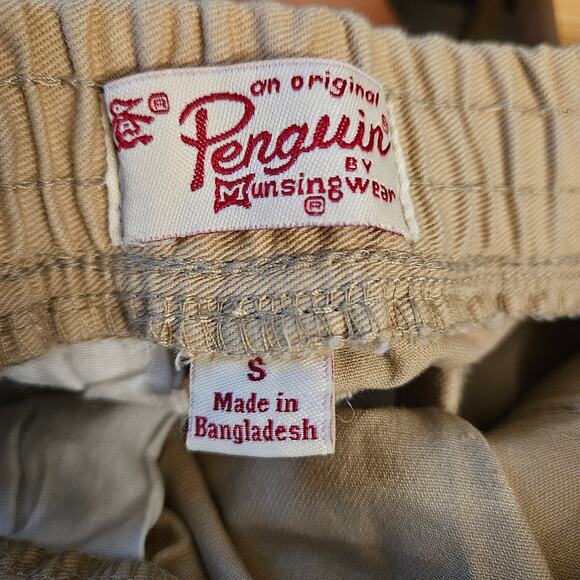 an original
Penguin®
BY
Munsingwear
®
®
S
Made in
Bangladesh